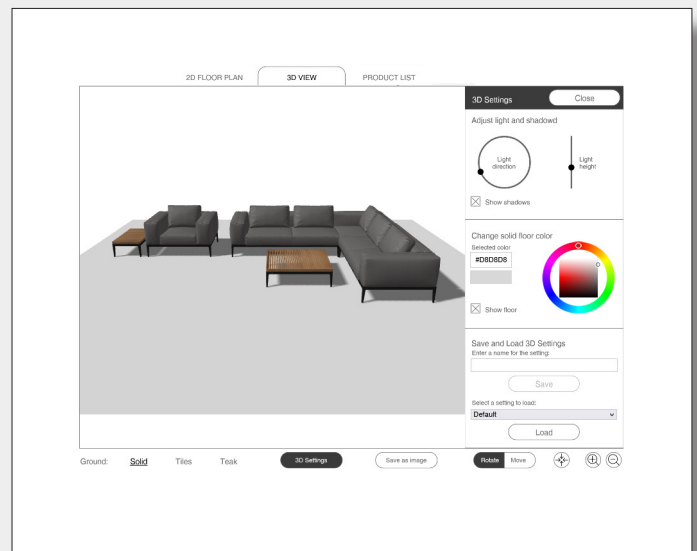 2D FLOOR PLAN 3D VIEW PRODUCT LIST
3D Settings Close
Adjust light and shadowd
Light direction
Light height
Show shadows
Change solid floor color
Selected color
#D8D8D8
Show floor
Save and Load 3D Settings
Enter a name for the setting:
Save
Select a setting to load:
Default
Load
Ground: Solid Tiles Teak 3D Settings Save as image Rotate Move